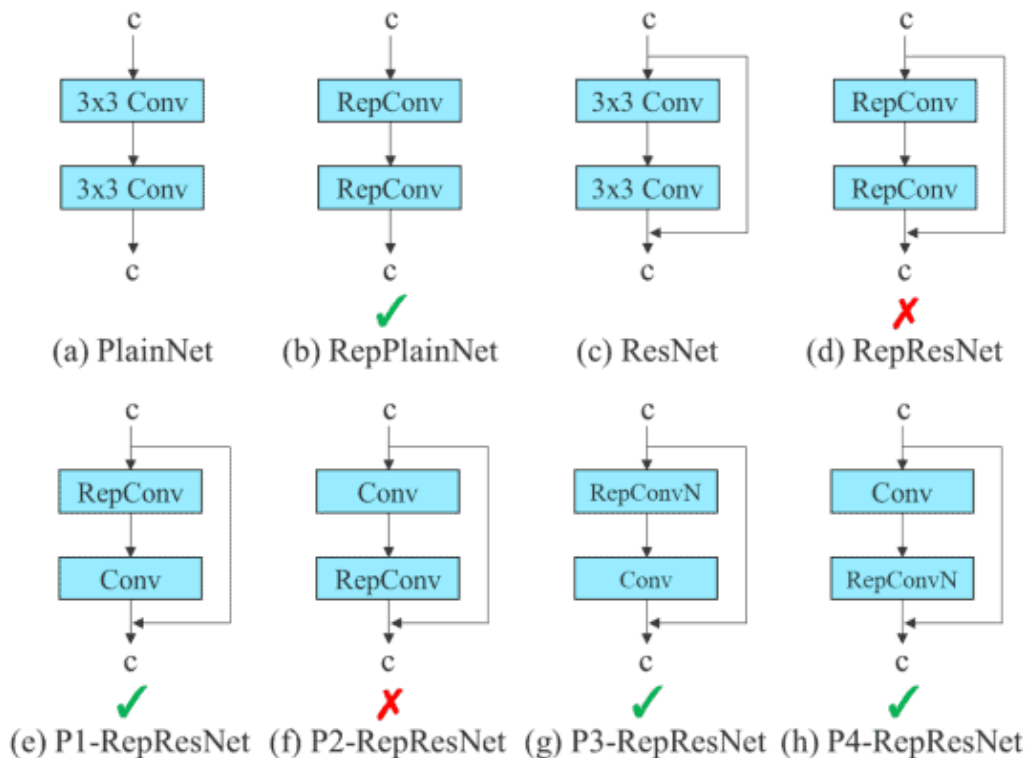 c c c c
3x3 Conv RepConv 3x3 Conv RepConv
3x3 Conv RepConv 3x3 Conv RepConv
c c c c
(a) PlainNet (b) RepPlainNet (c) ResNet (d) RepResNet
c c c c
RepConv Conv RepConvN Conv
Conv RepConv Conv RepConvN
c c c c
(e) P1-RepResNet (f) P2-RepResNet (g) P3-RepResNet (h) P4-RepResNet